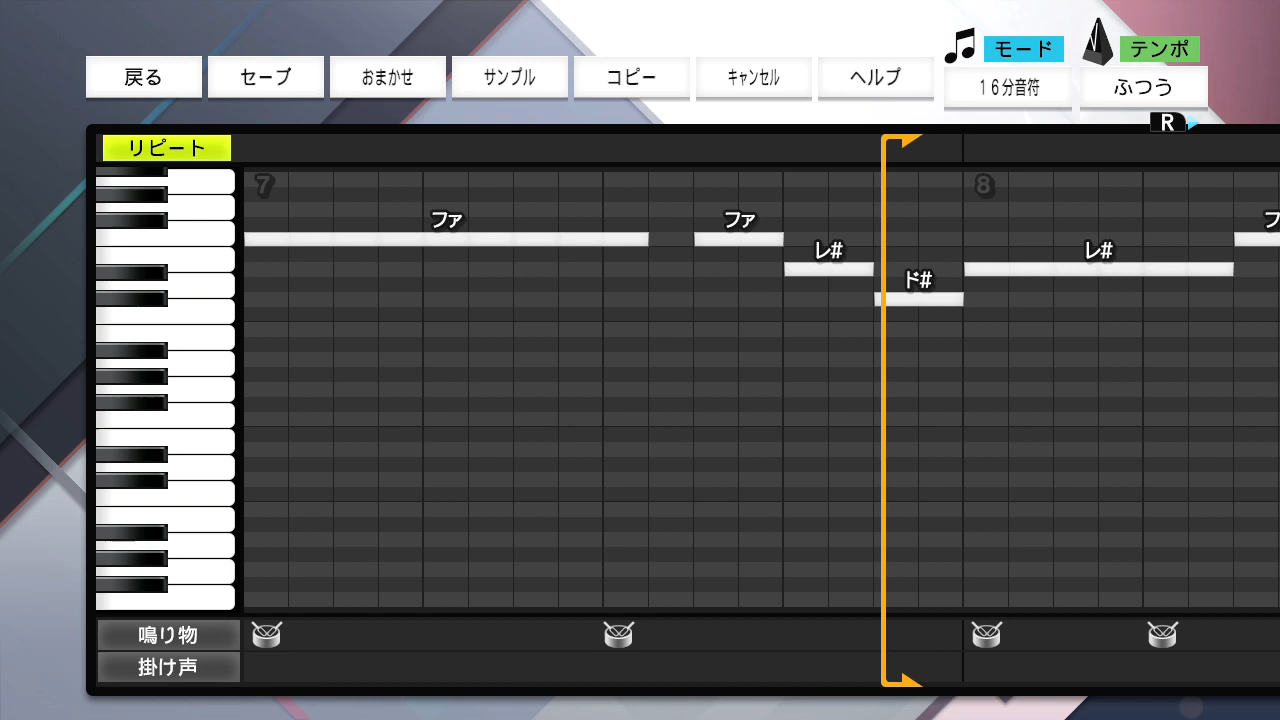 モード
テンポ
戻る
セーブ
おまかせ
サンプル
コピー
キャンセル
ヘルプ
16分音符
ふつう
R
リピート
7
8
ファ
ファ
フ
レ#
レ#
ド#
鳴り物
掛け声